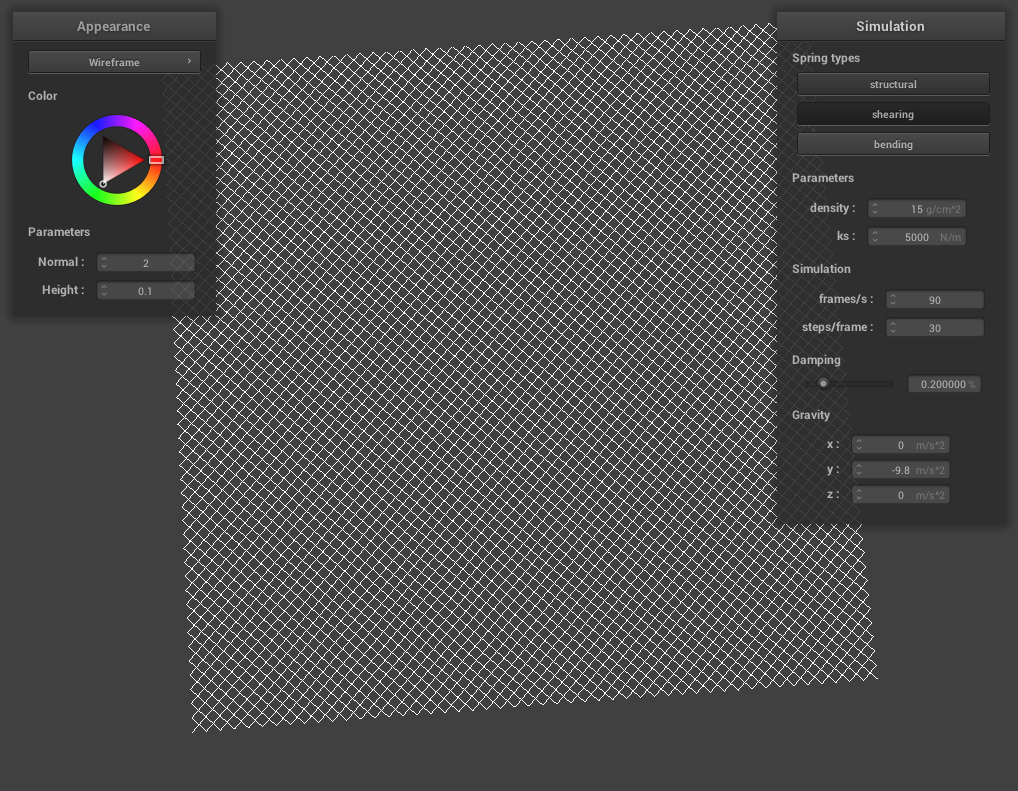 Appearance
Wireframe ›
Color
Parameters
Normal : 2
Height : 0.1
Simulation
Spring types
structural
shearing
bending
Parameters
density : 15 g/cm^2
ks : 5000 N/m
Simulation
frames/s : 90
steps/frame : 30
Damping
0.200000 %
Gravity
x : 0 m/s^2
y : -9.8 m/s^2
z : 0 m/s^2